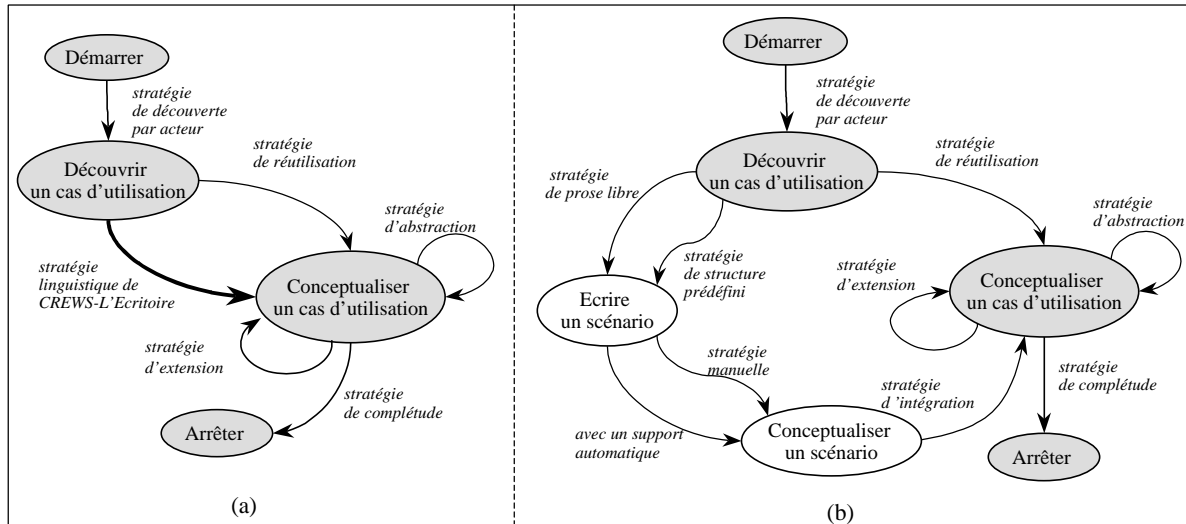 Démarrer
stratégie
de découverte
par acteur
Découvrir
un cas d'utilisation
stratégie
de réutilisation
stratégie
d'abstraction
stratégie
linguistique de
CREWS-L'Ecritoire
Conceptualiser
un cas d'utilisation
stratégie
d'extension
stratégie
de complétude
Arrêter
(a)
Démarrer
stratégie
de découverte
par acteur
Découvrir
un cas d'utilisation
stratégie
de réutilisation
stratégie
de prose libre
stratégie
d'abstraction
stratégie
de structure
prédéfini
stratégie
d'extension
Conceptualiser
un cas d'utilisation
Ecrire
un scénario
stratégie
manuelle
stratégie
d 'intégration
stratégie
de complétude
avec un support
automatique
Conceptualiser
un scénario
Arrêter
(b)